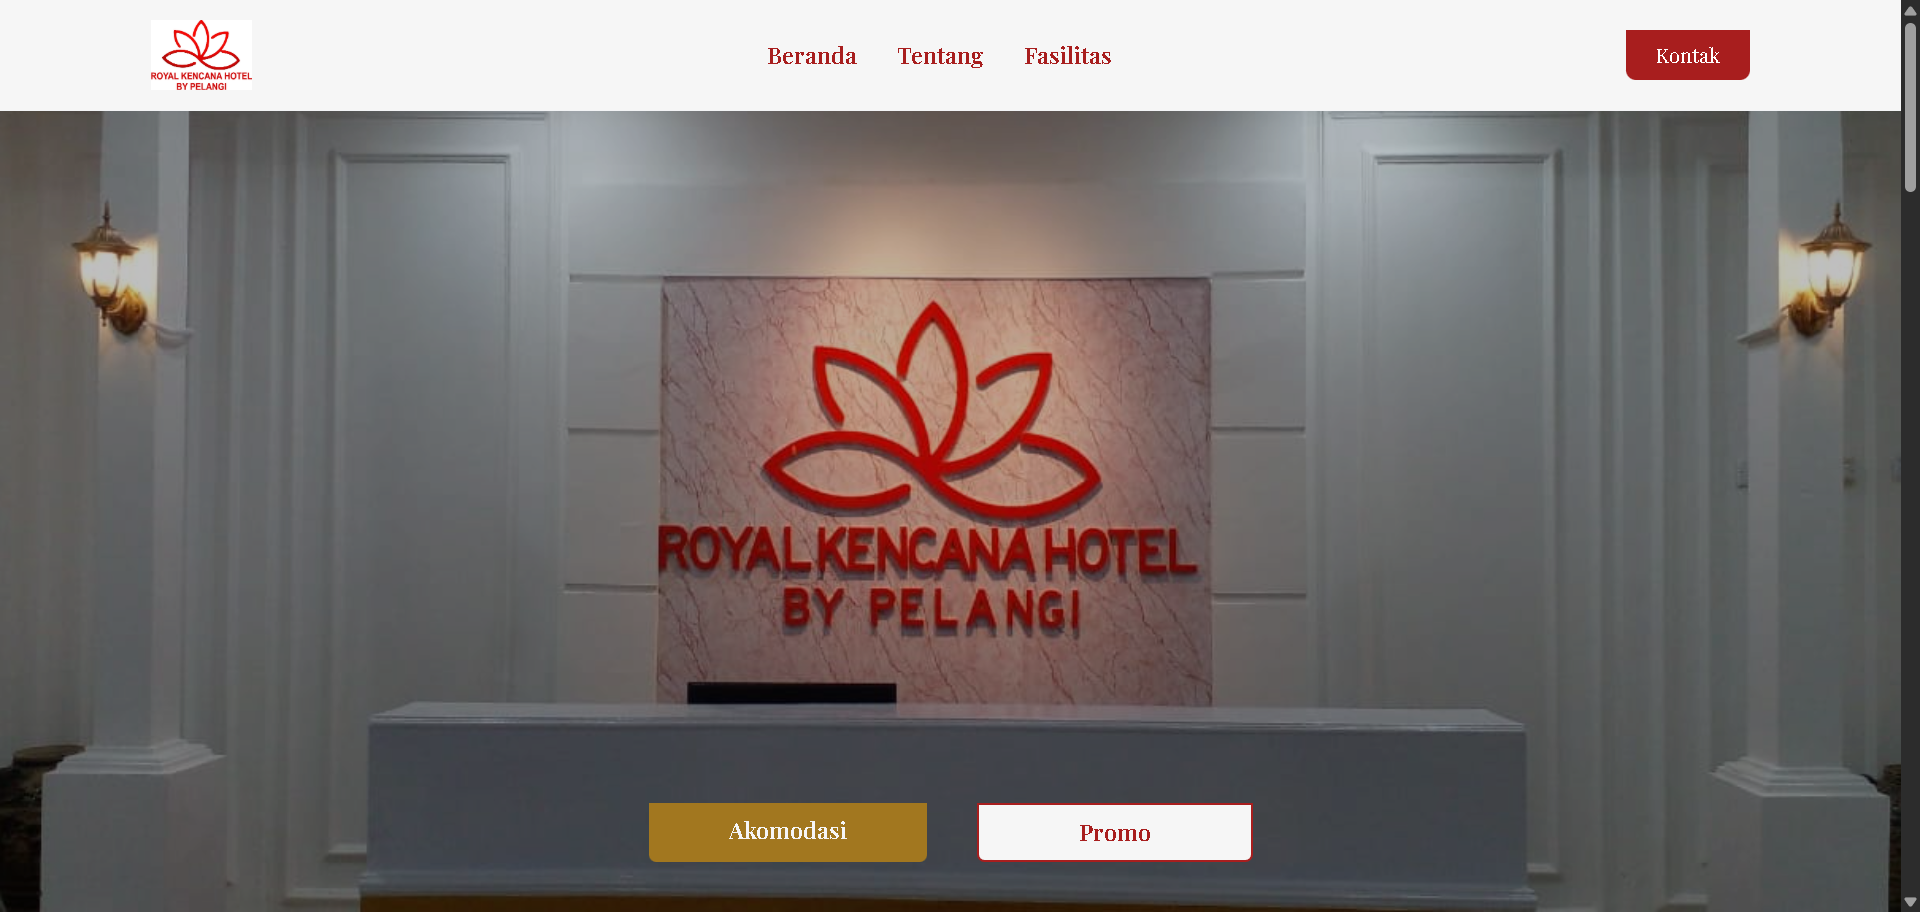 ROYAL KENCANA HOTEL
BY PELANGI
Beranda Tentang Fasilitas
Kontak
ROYAL KENCANA HOTEL
BY PELANGI
Akomodasi
Promo